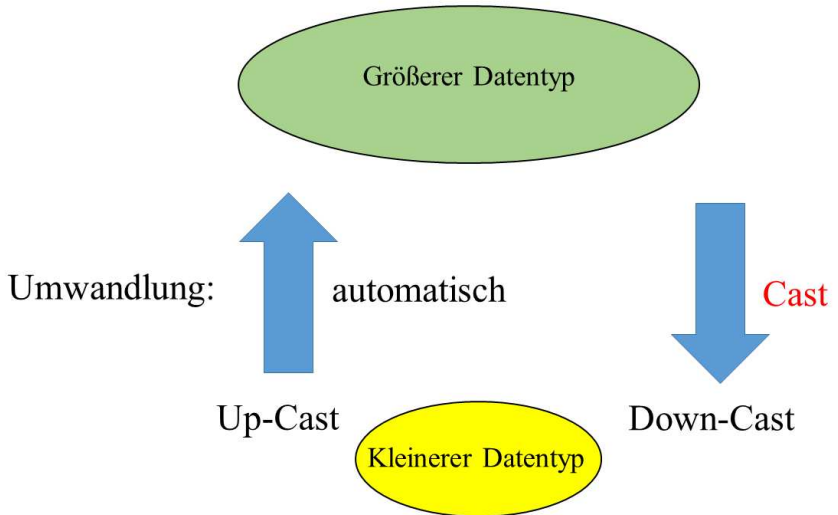 Größerer Datentyp
Umwandlung:
automatisch
Cast
Up-Cast
Down-Cast
Kleinerer Datentyp